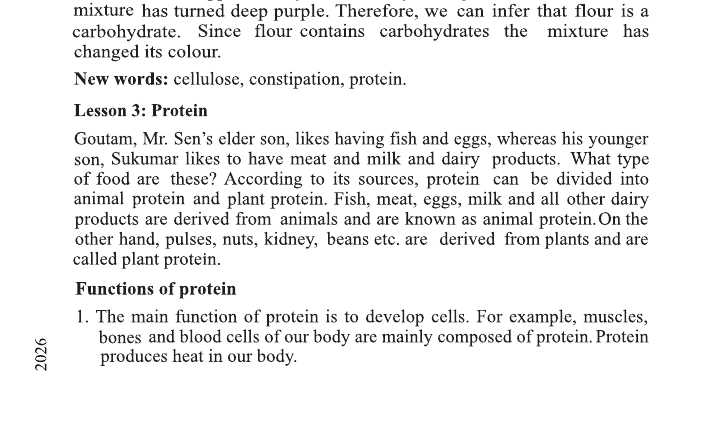 mixture has turned deep purple. Therefore, we can infer that flour is a
carbohydrate. Since flour contains carbohydrates the mixture has
changed its colour.
New words: cellulose, constipation, protein.
Lesson 3: Protein
Goutam, Mr. Sen's elder son, likes having fish and eggs, whereas his younger
son, Sukumar likes to have meat and milk and dairy products. What type
of food are these? According to its sources, protein can be divided into
animal protein and plant protein. Fish, meat, eggs, milk and all other dairy
products are derived from animals and are known as animal protein. On the
other hand, pulses, nuts, kidney, beans etc. are derived from plants and are
called plant protein.
Functions of protein
1. The main function of protein is to develop cells. For example, muscles,
bones and blood cells of our body are mainly composed of protein. Protein
produces heat in our body.
2026